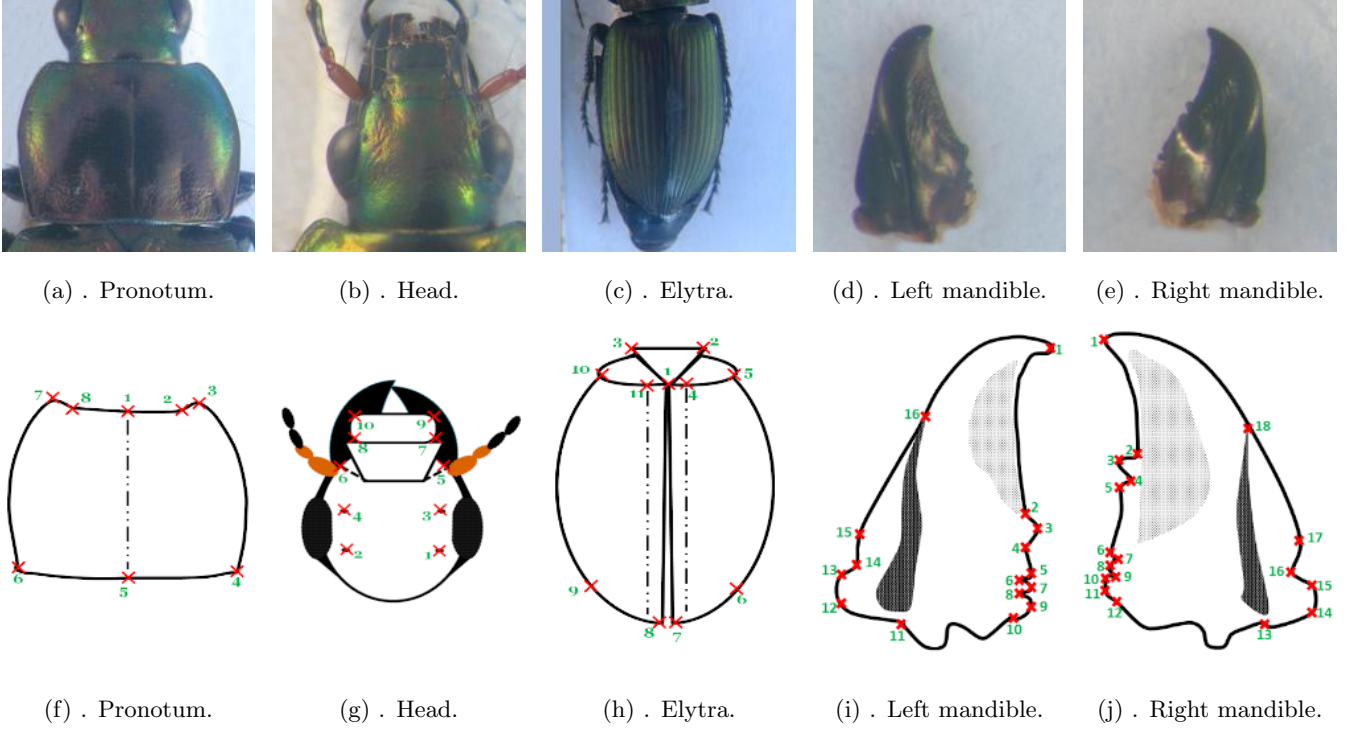 (a) . Pronotum.
(b) . Head.
(c) . Elytra.
(d) . Left mandible.
(e) . Right mandible.
7 8 1 2 3
6 5 4
10 9
8 7
6 5
4 3
2 1
3 2
10 1 5
11 4
9 6
8 7
1
16
2
3
15 4
14 5
13 6 7
8
12 9
10
11
1
18
2
3
4
5
17
6
7
8 16
9
10 15
11
12 14
13
(f) . Pronotum.
(g) . Head.
(h) . Elytra.
(i) . Left mandible.
(j) . Right mandible.